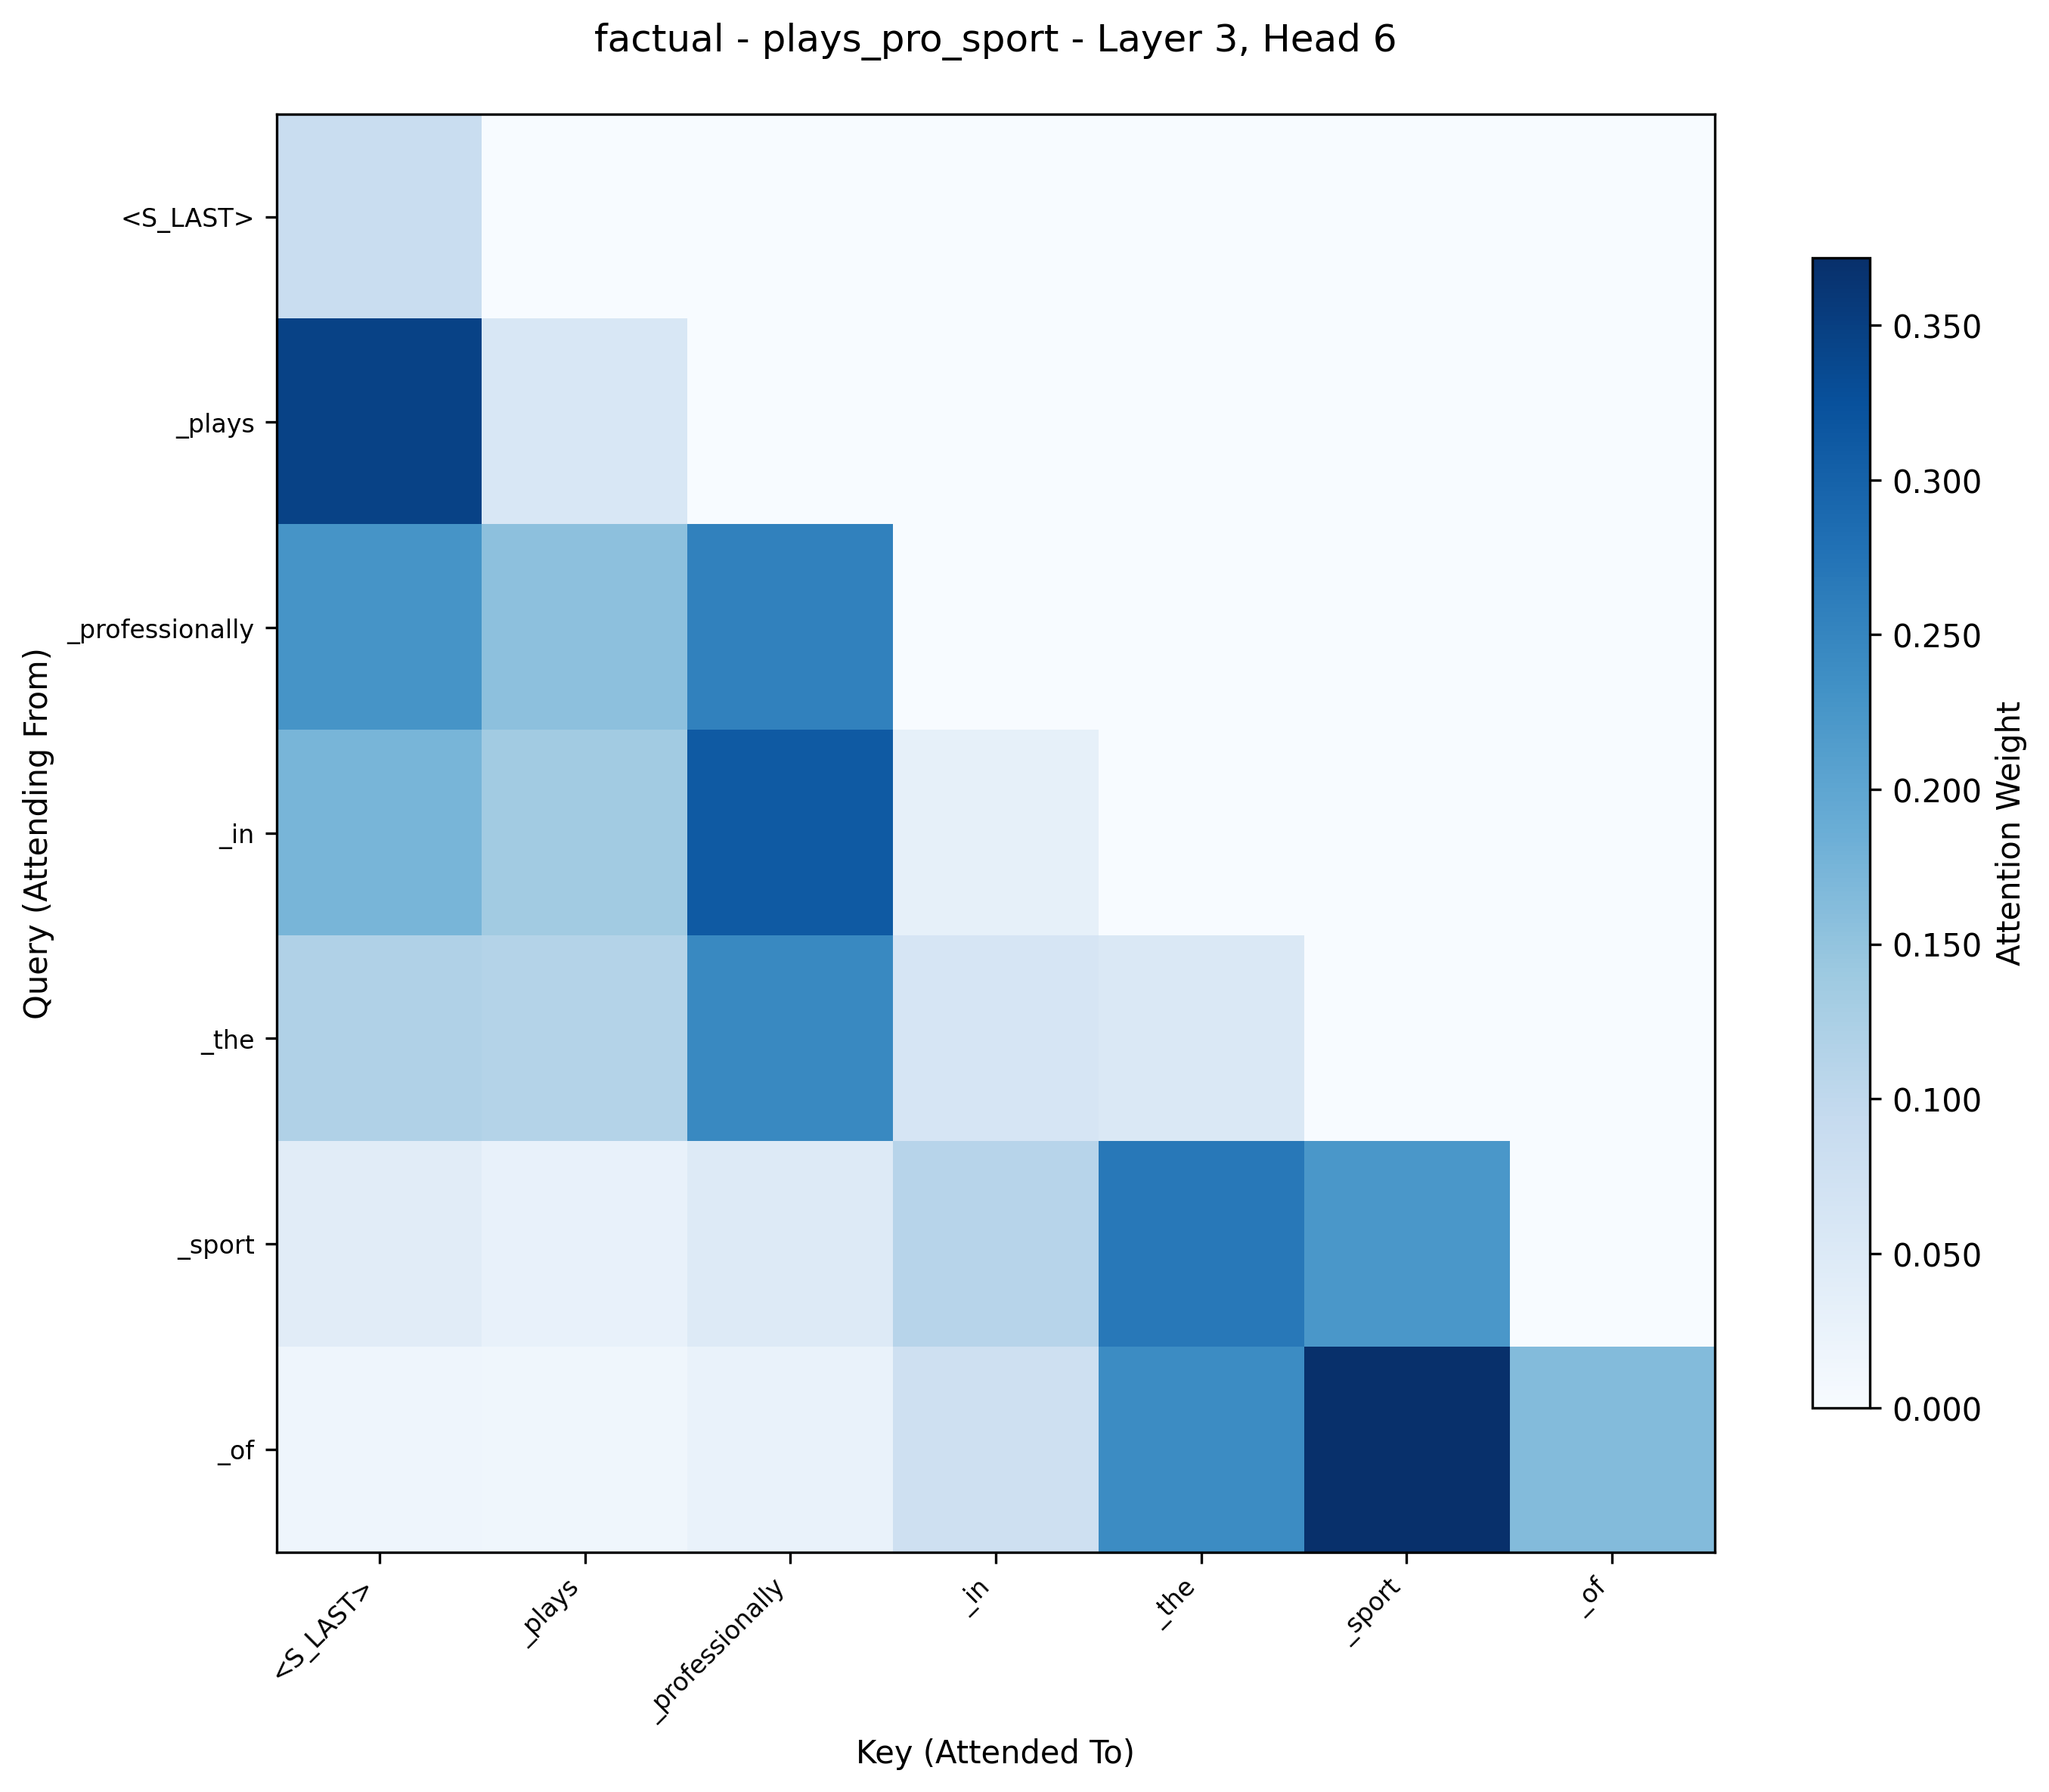 factual - plays_pro_sport - Layer 3, Head 6
Query (Attending From)
<S_LAST>
_plays
_professionally
_in
_the
_sport
_of
<S_LAST>
_plays
_professionally
_in
_the
_sport
_of
Key (Attended To)
0.350
0.300
0.250
0.200
0.150
0.100
0.050
0.000
Attention Weight